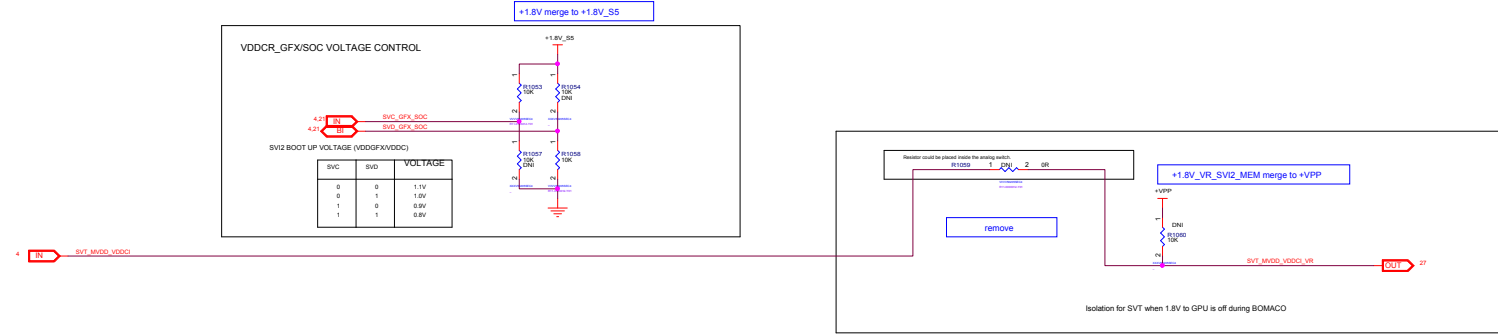 +1.8V merge to +1.8V_S5
VDDCR_GFX/SOC VOLTAGE CONTROL
+1.8V_S5
1
1
R1053
10K
R1054
10K
DNI
2
2
4,21 IN SVC_GFX_SOC
4,21 BI SVD_GFX_SOC
SVI2 BOOT UP VOLTAGE (VDDGFX/VDDC)
SVC SVD VOLTAGE
0 0 1.1V
0 1 1.0V
1 0 0.9V
1 1 0.8V
1
1
R1057
10K
DNI
R1058
10K
2
2
Resistor could be placed inside the analog switch.
R1059 1 DNI 2 0R
+1.8V_VR_SVI2_MEM merge to +VPP
+VPP
remove
1
DNI
R1060
10K
2
4 IN SVT_MVDD_VDDCI
SVT_MVDD_VDDCI_VR OUT 27
Isolation for SVT when 1.8V to GPU is off during BOMACO